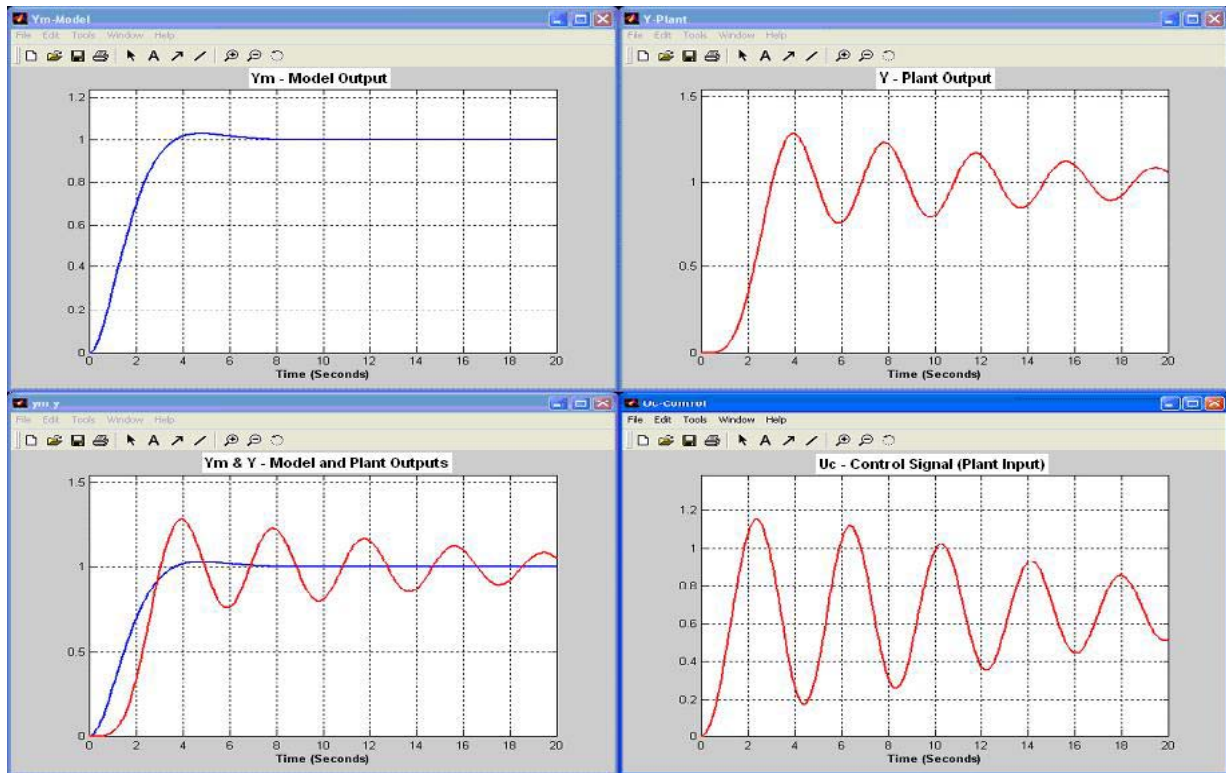 Ym-Model
File Edit Tools Window Help
Ym - Model Output
1.2
1
0.8
0.6
0.4
0.2
0
0 2 4 6 8 10 12 14 16 18 20
Time (Seconds)
Y-Plant
File Edit Tools Window Help
Y - Plant Output
1.5
1
0.5
0
0 2 4 6 8 10 12 14 16 18 20
Time (Seconds)
ym y
File Edit Tools Window Help
Ym & Y - Model and Plant Outputs
1.5
1
0.5
0
0 2 4 6 8 10 12 14 16 18 20
Time (Seconds)
Uc-Control
File Edit Tools Window Help
Uc - Control Signal (Plant Input)
1.2
1
0.8
0.6
0.4
0.2
0
0 2 4 6 8 10 12 14 16 18 20
Time (Seconds)